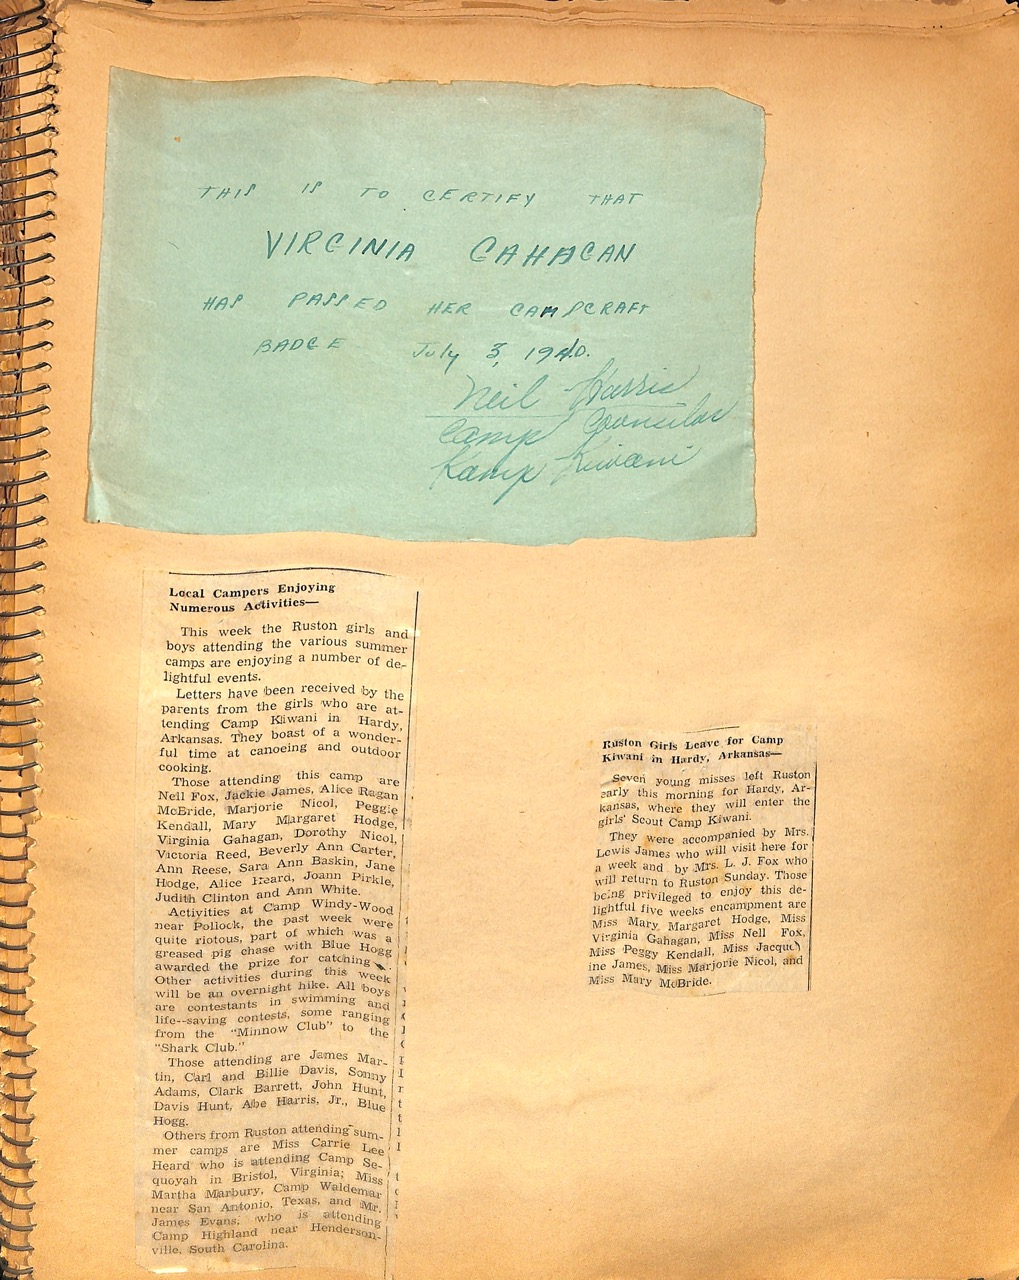 THIS IS TO CERTIFY THAT
VIRGINIA GAHAGAN
HAS PASSED HER CAMPCRAFT
BADGE July 3, 1940.
Neil Harris
Camp Counsilar
Kamp Kiwani
Local Campers Enjoying
Numerous Activities—
This week the Ruston girls and
boys attending the various summer
camps are enjoying a number of de-
lightful events.
Letters have been received by the
parents from the girls who are at-
tending Camp Kiwani in Hardy,
Arkansas. They boast of a wonder-
ful time at canoeing and outdoor
cooking.
Those attending this camp are
Nell Fox, Jackie James, Alice Ragan
McBride, Marjorie Nicol, Peggie
Kendall, Mary Margaret Hodge,
Virginia Gahagan, Dorothy Nicol,
Victoria Reed, Beverly Ann Carter,
Ann Reese, Sara Ann Baskin, Jane
Hodge, Alice Heard, Joann Pirkle,
Judith Clinton and Ann White.
Activities at Camp Windy-Wood
near Pollock, the past week were
quite riotous, part of which was a
greased pig chase with Blue Hogg
awarded the prize for catching
Other activities during this week
will be an overnight hike. All boys
are contestants in swimming and
life--saving contests, some ranging
from the "Minnow Club" to the
"Shark Club."
Those attending are James Mar-
tin, Carl and Billie Davis, Sonny
Adams, Clark Barrett, John Hunt,
Davis Hunt, Abe Harris, Jr., Blue
Hogg.
Others from Ruston attending sum-
mer camps are Miss Carrie Lee
Heard who is attending Camp Se-
quoyah in Bristol, Virginia; Miss
Martha Marbury, Camp Waldemar
near San Antonio, Texas, and Mr.
James Evans, who is attending
Camp Highland near Henderson-
ville, South Carolina.
Ruston Girls Leave for Camp
Kiwani in Hardy, Arkansas—
Seven young misses left Ruston
early this morning for Hardy, Ar-
kansas, where they will enter the
girls' Scout Camp Kiwani.
They were accompanied by Mrs.
Lewis James who will visit here for
a week and by Mrs. L. J. Fox who
will return to Ruston Sunday. Those
being privileged to enjoy this de-
lightful five weeks encampment are
Miss Mary Margaret Hodge, Miss
Virginia Gahagan, Miss Nell Fox,
Miss Peggy Kendall, Miss Jacquel
ine James, Miss Marjorie Nicol, and
Miss Mary McBride.